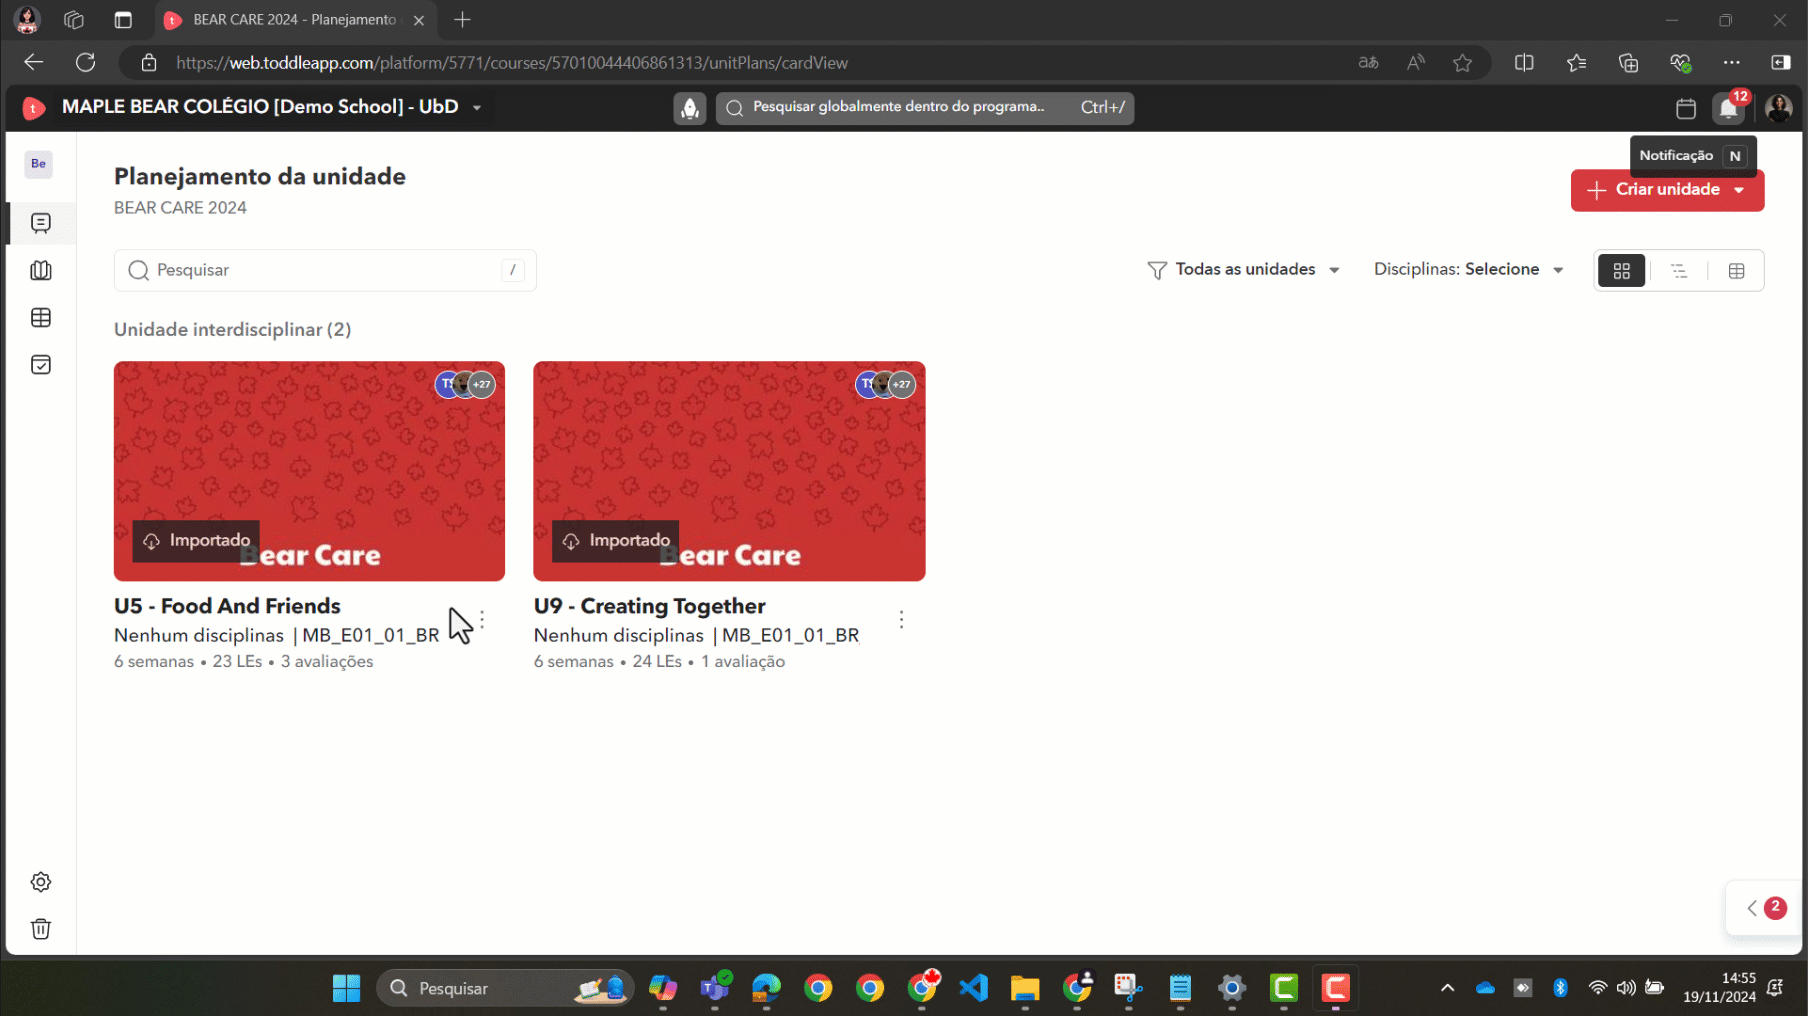 BEAR CARE 2024 - Planejamento
https://web.toddleapp.com/platform/5771/courses/57010044406861313/unitPlans/cardView
MAPLE BEAR COLÉGIO [Demo School] - UbD
Pesquisar globalmente dentro do programa.. Ctrl+/
12
Be
Notificação N
Planejamento da unidade
BEAR CARE 2024
Criar unidade
Pesquisar /
Todas as unidades
Disciplinas: Selecione
Unidade interdisciplinar (2)
+27
+27
Importado
Bear Care
Importado
Bear Care
U5 - Food And Friends
Nenhum disciplinas | MB_E01_01_BR
6 semanas • 23 LEs • 3 avaliações
U9 - Creating Together
Nenhum disciplinas | MB_E01_01_BR
6 semanas • 24 LEs • 1 avaliação
2
Pesquisar
14:55
19/11/2024